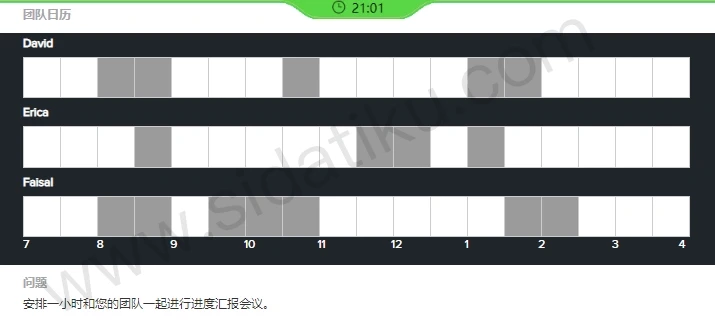 21:01
团队日历
David
Erica
Faisal
7 8 9 10 11 12 1 2 3 4
问题
安排一小时和您的团队一起进行进度汇报会议。
www.sidatiku.com